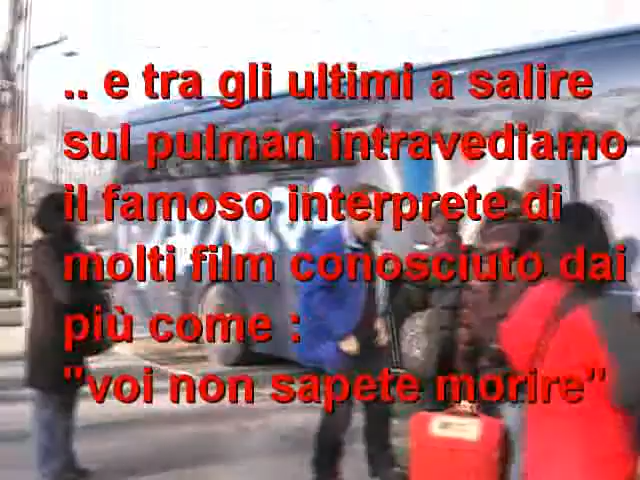 .. e tra gli ultimi a salire
sul pulman intravediamo
il famoso interprete di
molti film conosciuto dai
più come :
"voi non sapete morire"